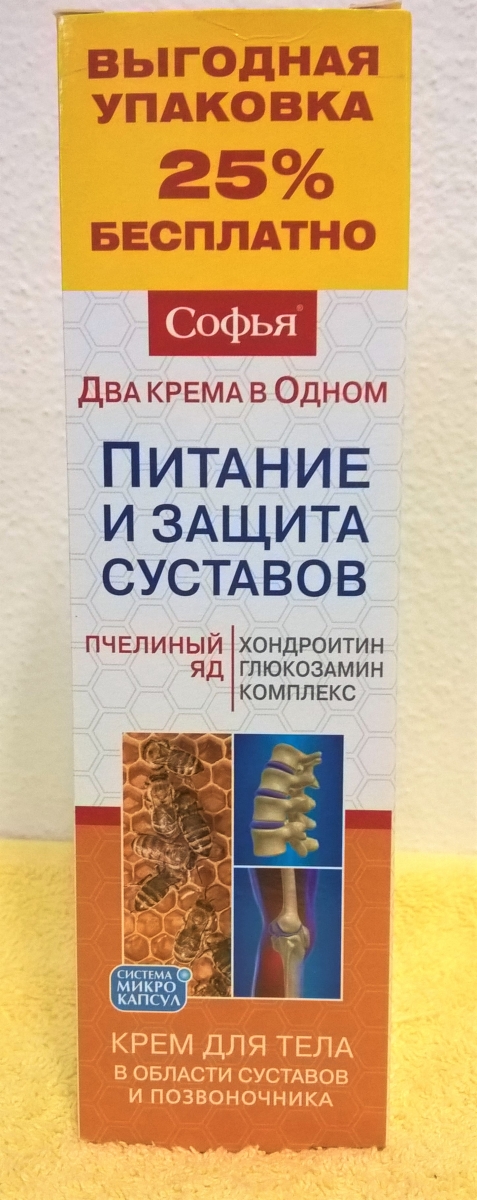 ВЫГОДНАЯ
УПАКОВКА
25%
БЕСПЛАТНО
Софья®
ДВА КРЕМА В ОДНОМ
ПИТАНИЕ
И ЗАЩИТА
СУСТАВОВ
ПЧЕЛИНЫЙ
ЯД
ХОНДРОИТИН
ГЛЮКОЗАМИН
КОМПЛЕКС
СИСТЕМА
МИКРО
КАПСУЛ
КРЕМ ДЛЯ ТЕЛА
В ОБЛАСТИ СУСТАВОВ
И ПОЗВОНОЧНИКА